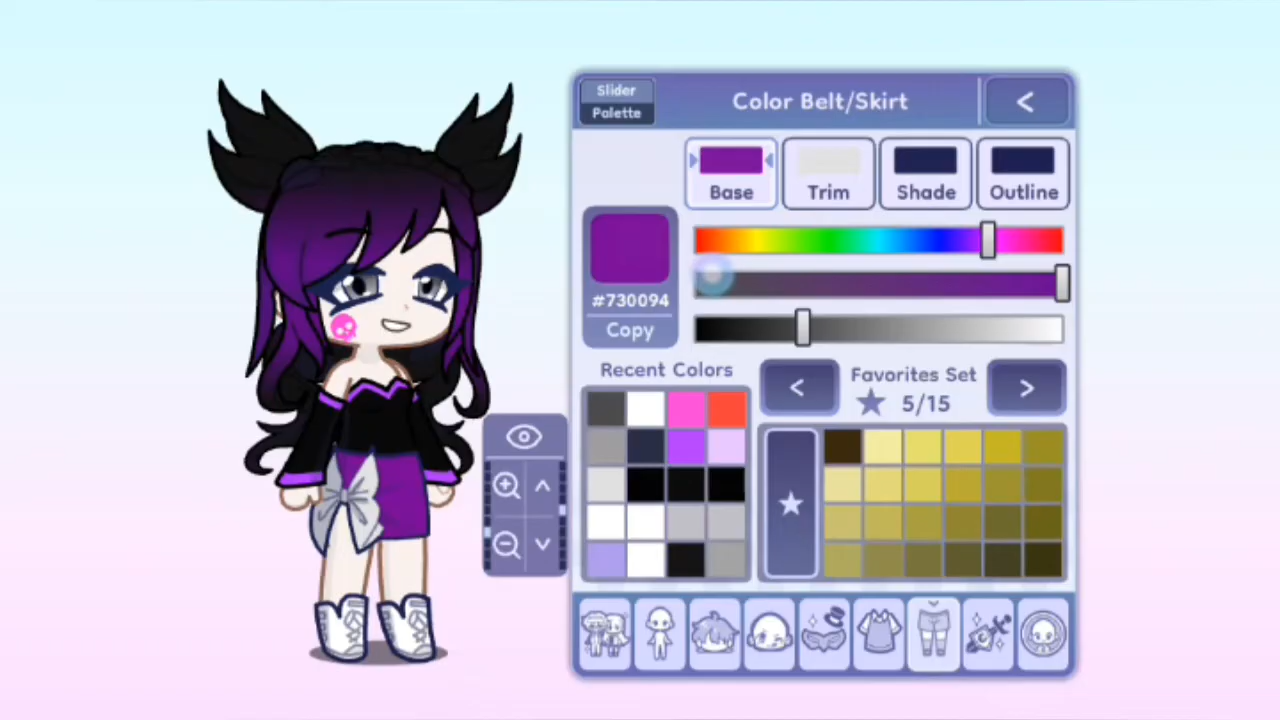 Slider
Palette
Color Belt/Skirt
Base
Trim
Shade
Outline
#730094
Copy
Recent Colors
Favorites Set
5/15